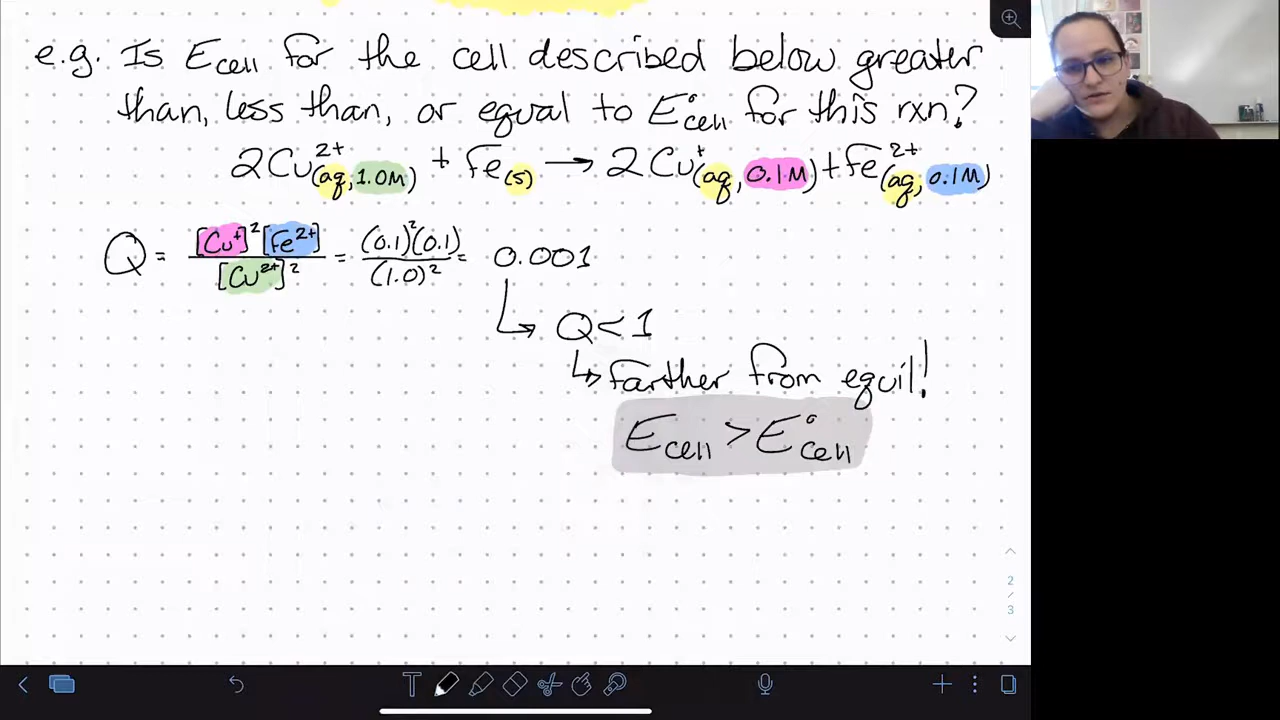 e.g. Is Ecell for the cell described below greater
than, less than, or equal to E°cell for this rxn?
2Cu²⁺(aq, 1.0M) + Fe(s) → 2Cu⁺(aq, 0.1M) + Fe²⁺(aq, 0.1M)
Q = [Cu⁺]²[Fe²⁺] / [Cu²⁺]² = (0.1)²(0.1) / (1.0)² = 0.001
↳ Q < 1
↳ farther from equil!
Ecell > E°cell
2
/
3
T